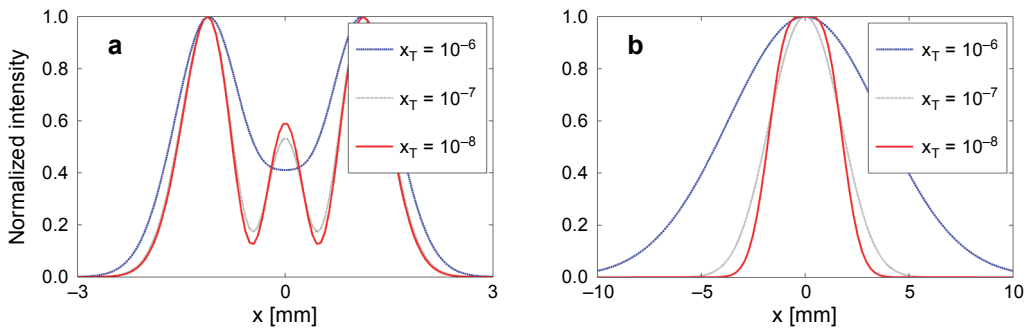 a
b
Normalized intensity
1.0
0.8
0.6
0.4
0.2
0.0
x_T = 10⁻⁶
x_T = 10⁻⁷
x_T = 10⁻⁸
−3
0
3
x [mm]
1.0
0.8
0.6
0.4
0.2
0.0
x_T = 10⁻⁶
x_T = 10⁻⁷
x_T = 10⁻⁸
−10
−5
0
5
10
x [mm]